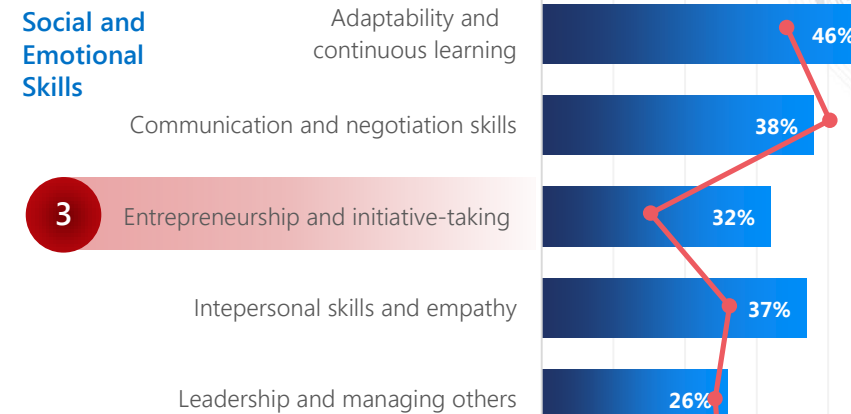 Social and
Emotional
Skills
Adaptability and
continuous learning
46%
Communication and negotiation skills
38%
3
Entrepreneurship and initiative-taking
32%
Intepersonal skills and empathy
37%
Leadership and managing others
26%